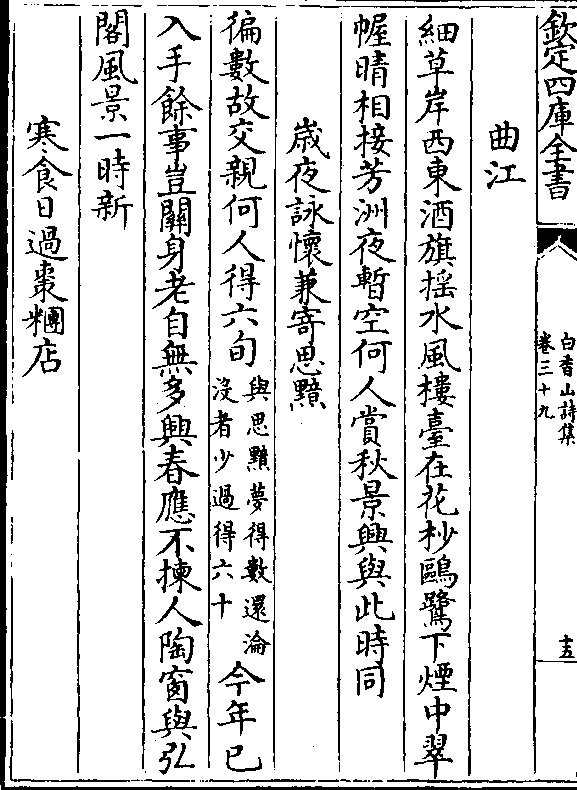 欽定四庫全書
白香山詩集
卷三十九
十五
曲江
細草岸西東酒旗揺水風樓臺在花杪鷗鷺下煙中翠
幄晴相接芳洲夜暫空何人賞秋景興與此時同
歳夜詠懐兼寄思黯
徧數故交親何人得六旬
與思黯夢得數還淪
沒者少過得六十
今年已
入手餘事豈關身老自無多興春應不揀人陶窗與弘
閣風景一時新
寒食日過棗糰店